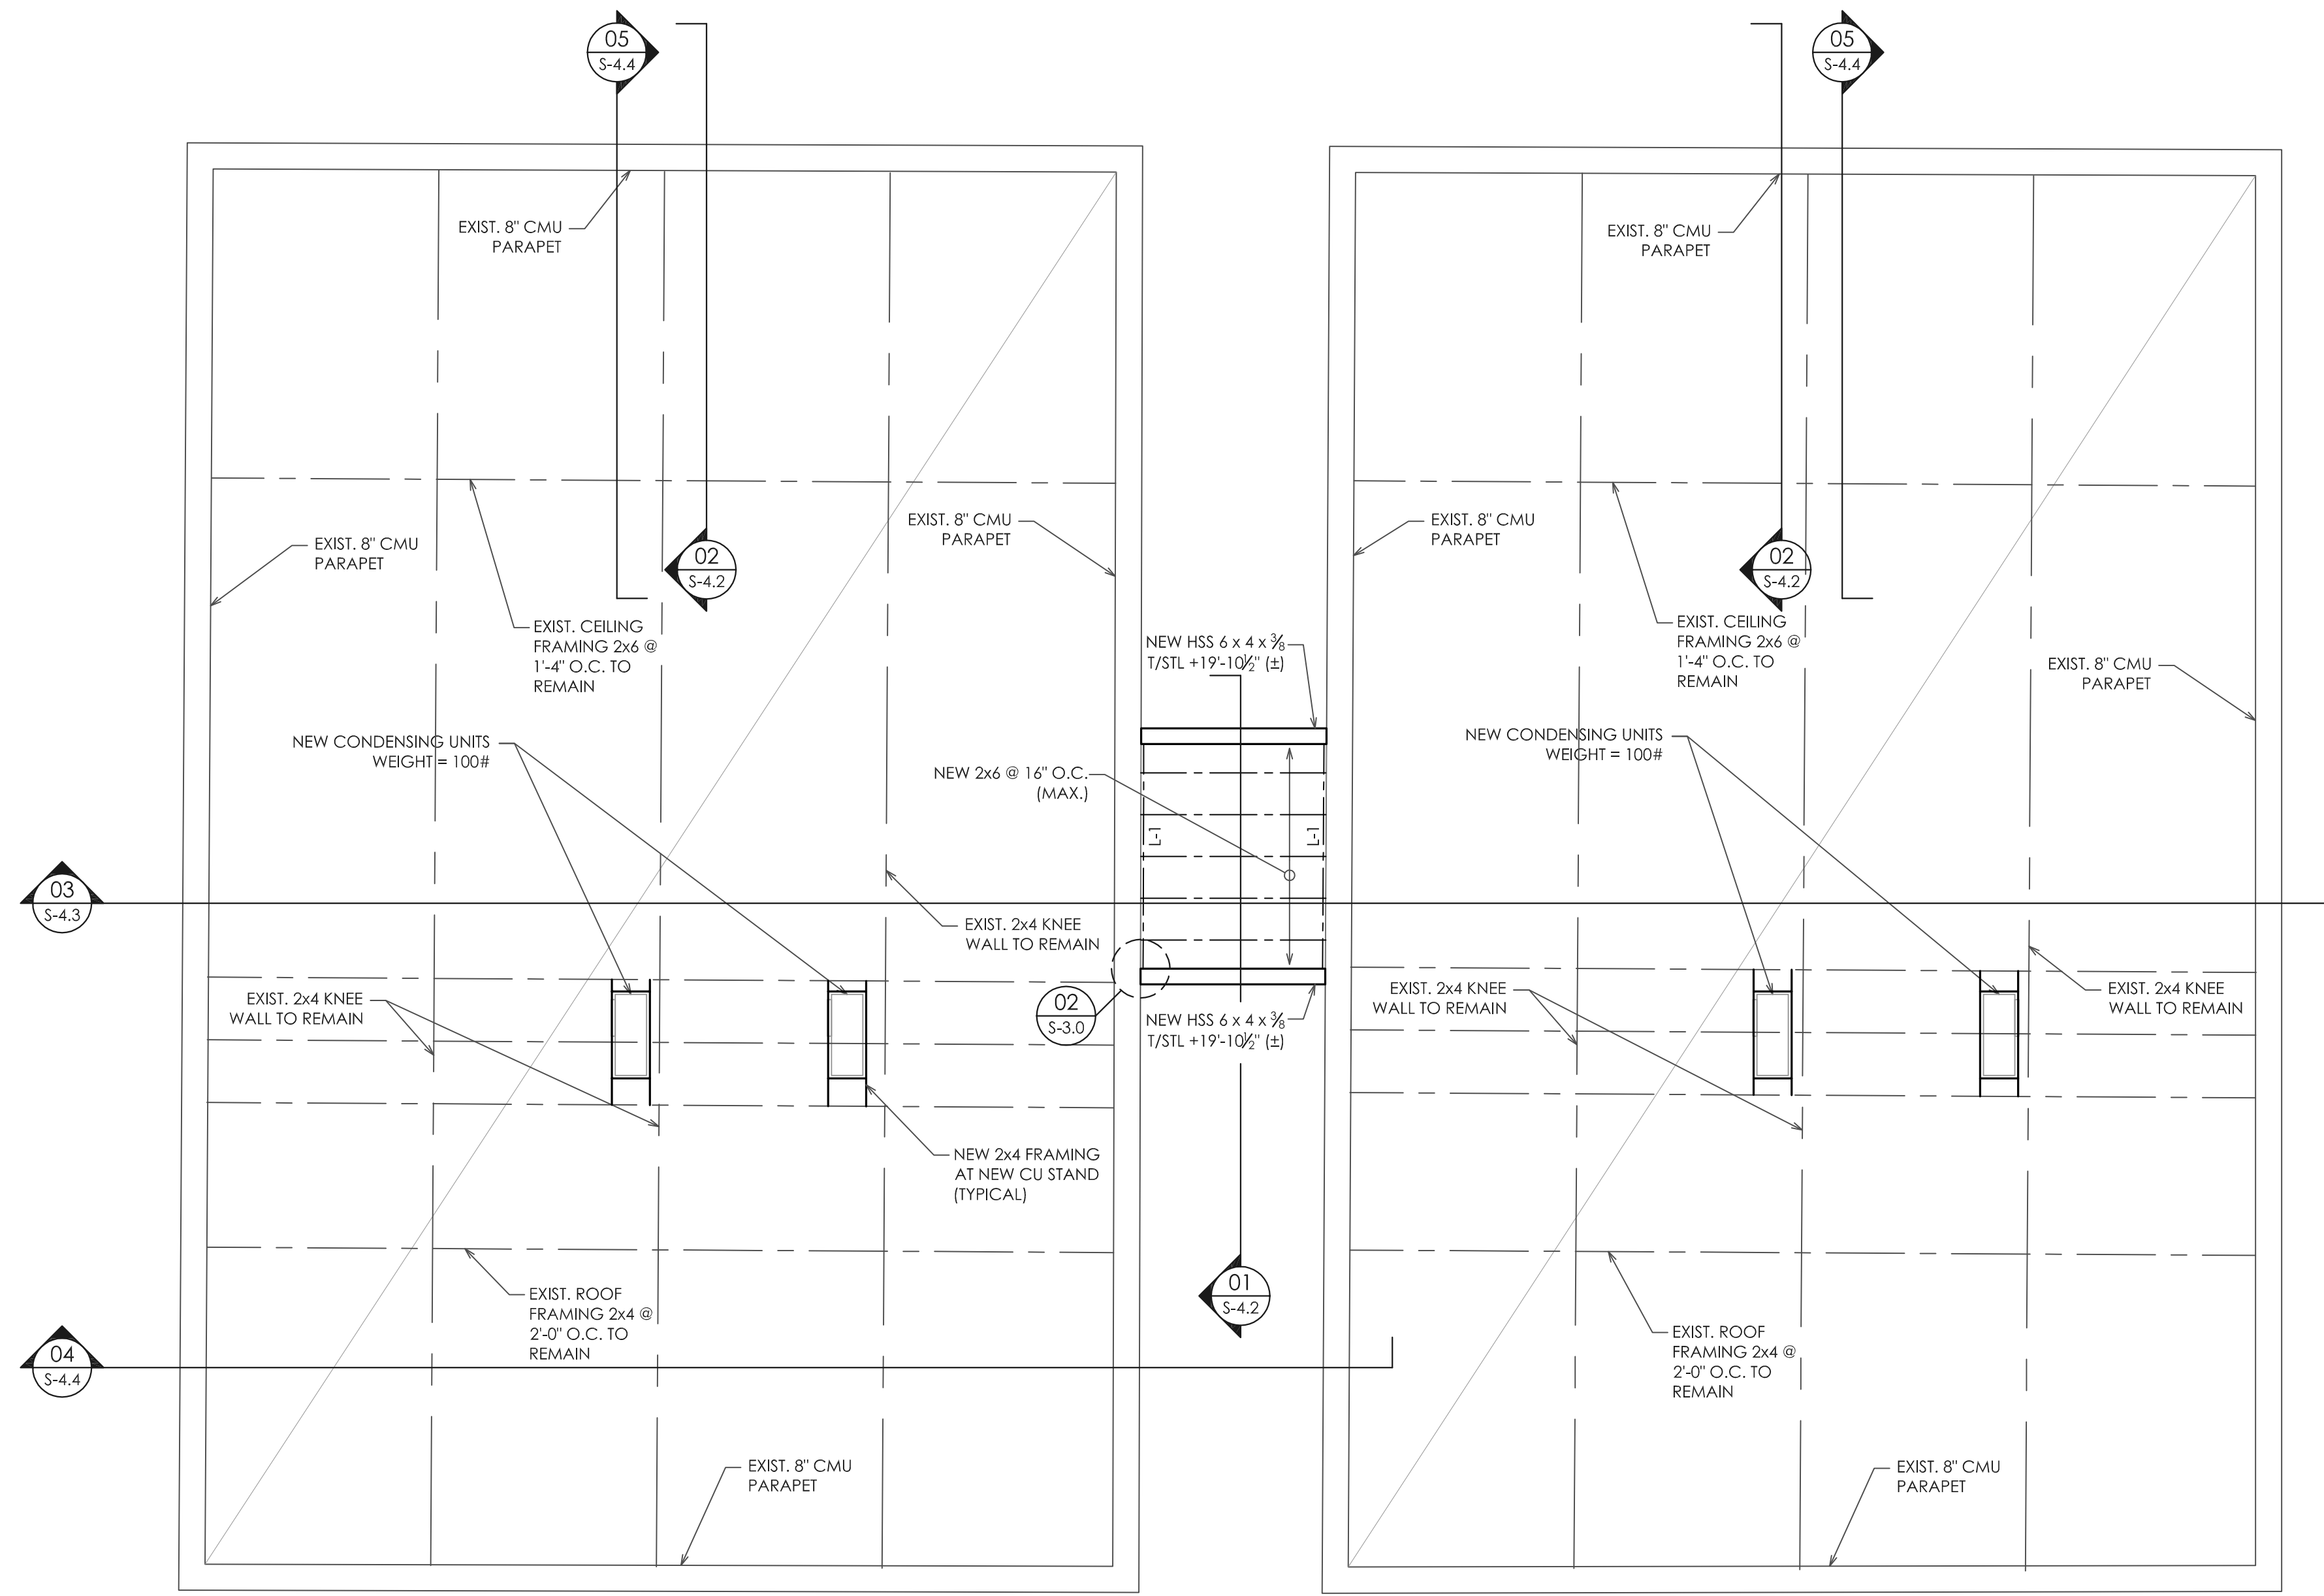 05
S-4.4
05
S-4.4
EXIST. 8" CMU
PARAPET
EXIST. 8" CMU
PARAPET
EXIST. 8" CMU
PARAPET
EXIST. 8" CMU
PARAPET
EXIST. 8" CMU
PARAPET
02
S-4.2
02
S-4.2
EXIST. CEILING
FRAMING 2x6 @
1'-4" O.C. TO
REMAIN
EXIST. CEILING
FRAMING 2x6 @
1'-4" O.C. TO
REMAIN
NEW HSS 6 x 4 x 3/8
T/STL +19'-10 1/2" (±)
EXIST. 8" CMU
PARAPET
NEW CONDENSING UNITS
WEIGHT = 100#
NEW CONDENSING UNITS
WEIGHT = 100#
NEW 2x6 @ 16" O.C.
(MAX.)
L-1
L-1
03
S-4.3
EXIST. 2x4 KNEE
WALL TO REMAIN
EXIST. 2x4 KNEE
WALL TO REMAIN
02
S-3.0
NEW HSS 6 x 4 x 3/8
T/STL +19'-10 1/2" (±)
EXIST. 2x4 KNEE
WALL TO REMAIN
EXIST. 2x4 KNEE
WALL TO REMAIN
NEW 2x4 FRAMING
AT NEW CU STAND
(TYPICAL)
EXIST. ROOF
FRAMING 2x4 @
2'-0" O.C. TO
REMAIN
01
S-4.2
EXIST. ROOF
FRAMING 2x4 @
2'-0" O.C. TO
REMAIN
04
S-4.4
EXIST. 8" CMU
PARAPET
EXIST. 8" CMU
PARAPET